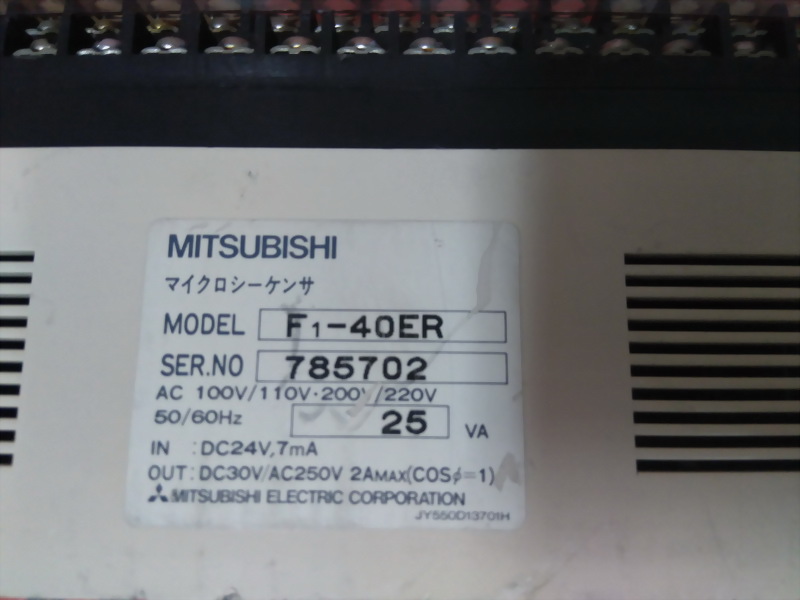 MITSUBISHI
マイクロシーケンサ
MODEL F1-40ER
SER.NO 785702
AC 100V/110V·200V/220V
50/60Hz 25 VA
IN :DC24V,7mA
OUT:DC30V/AC250V 2AMAX(COSφ=1)
MITSUBISHI ELECTRIC CORPORATION
JY550D13701H